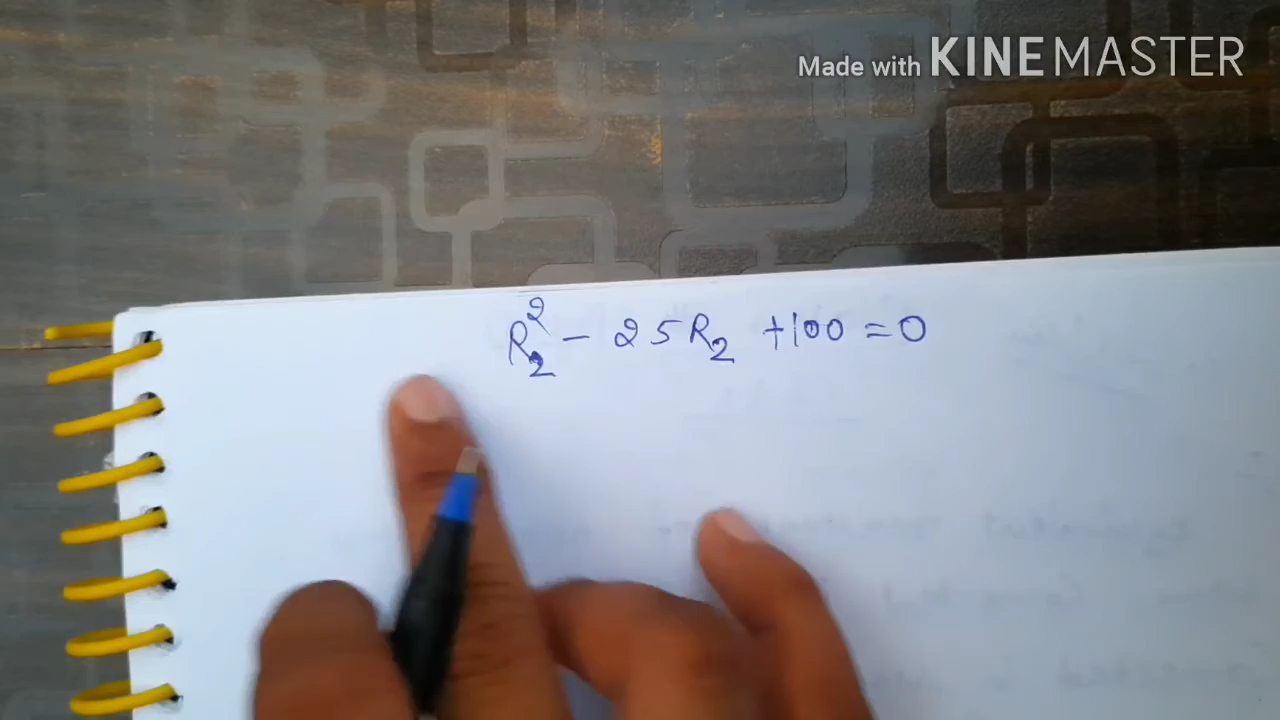 Made with KINEMASTER
R₂² - 25R₂ +100 = 0